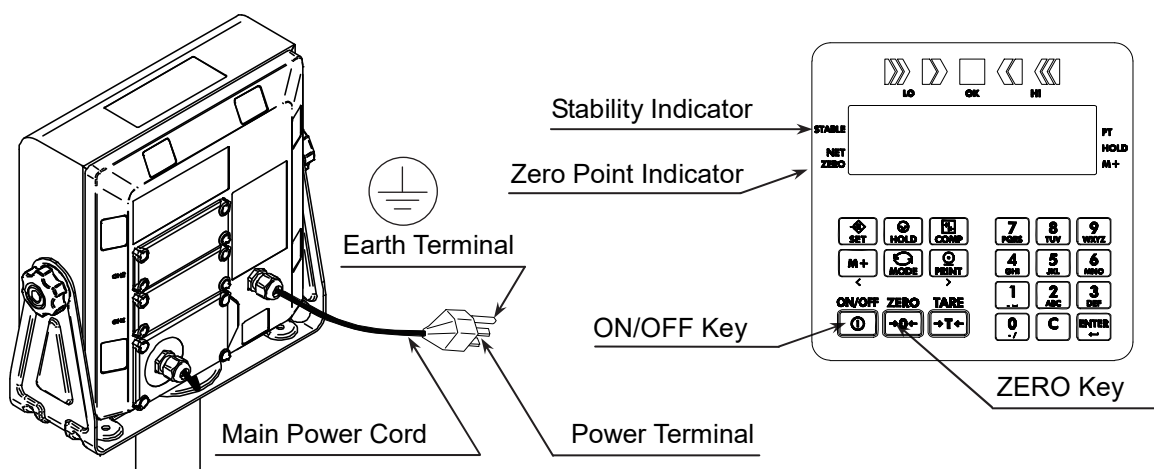 Earth Terminal
Main Power Cord
Power Terminal
Stability Indicator
Zero Point Indicator
ON/OFF Key
ZERO Key
LO OK HI
STABLE
NET
ZERO
PT
HOLD
M+
SET HOLD COMP
M+ MODE PRINT
< >
ON/OFF ZERO TARE
→0← →T←
7 8 9
PQRS TUV WXYZ
4 5 6
GHI JKL MNO
1 2 3
ABC DEF
0 C ENTER